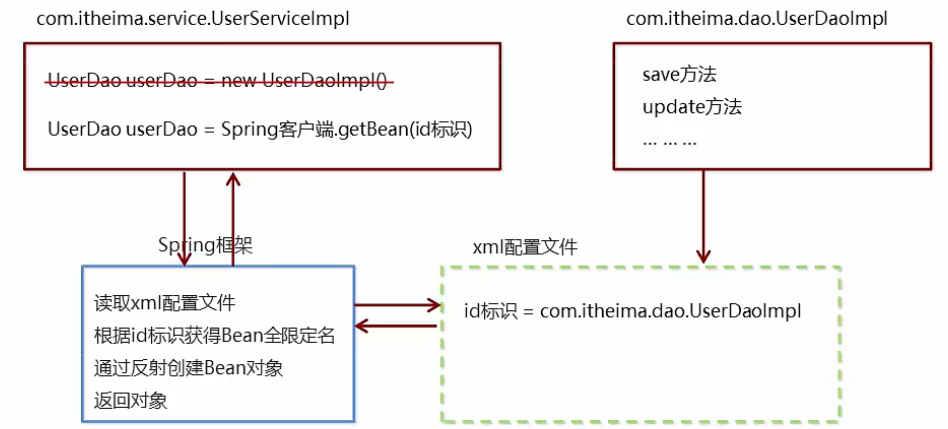 com.itheima.service.UserServiceImpl
com.itheima.dao.UserDaoImpl
UserDao userDao = new UserDaoImpl()
UserDao userDao = Spring客户端.getBean(id标识)
save方法
update方法
... ... ...
Spring框架
xml配置文件
读取xml配置文件
根据id标识获得Bean全限定名
通过反射创建Bean对象
返回对象
id标识 = com.itheima.dao.UserDaoImpl